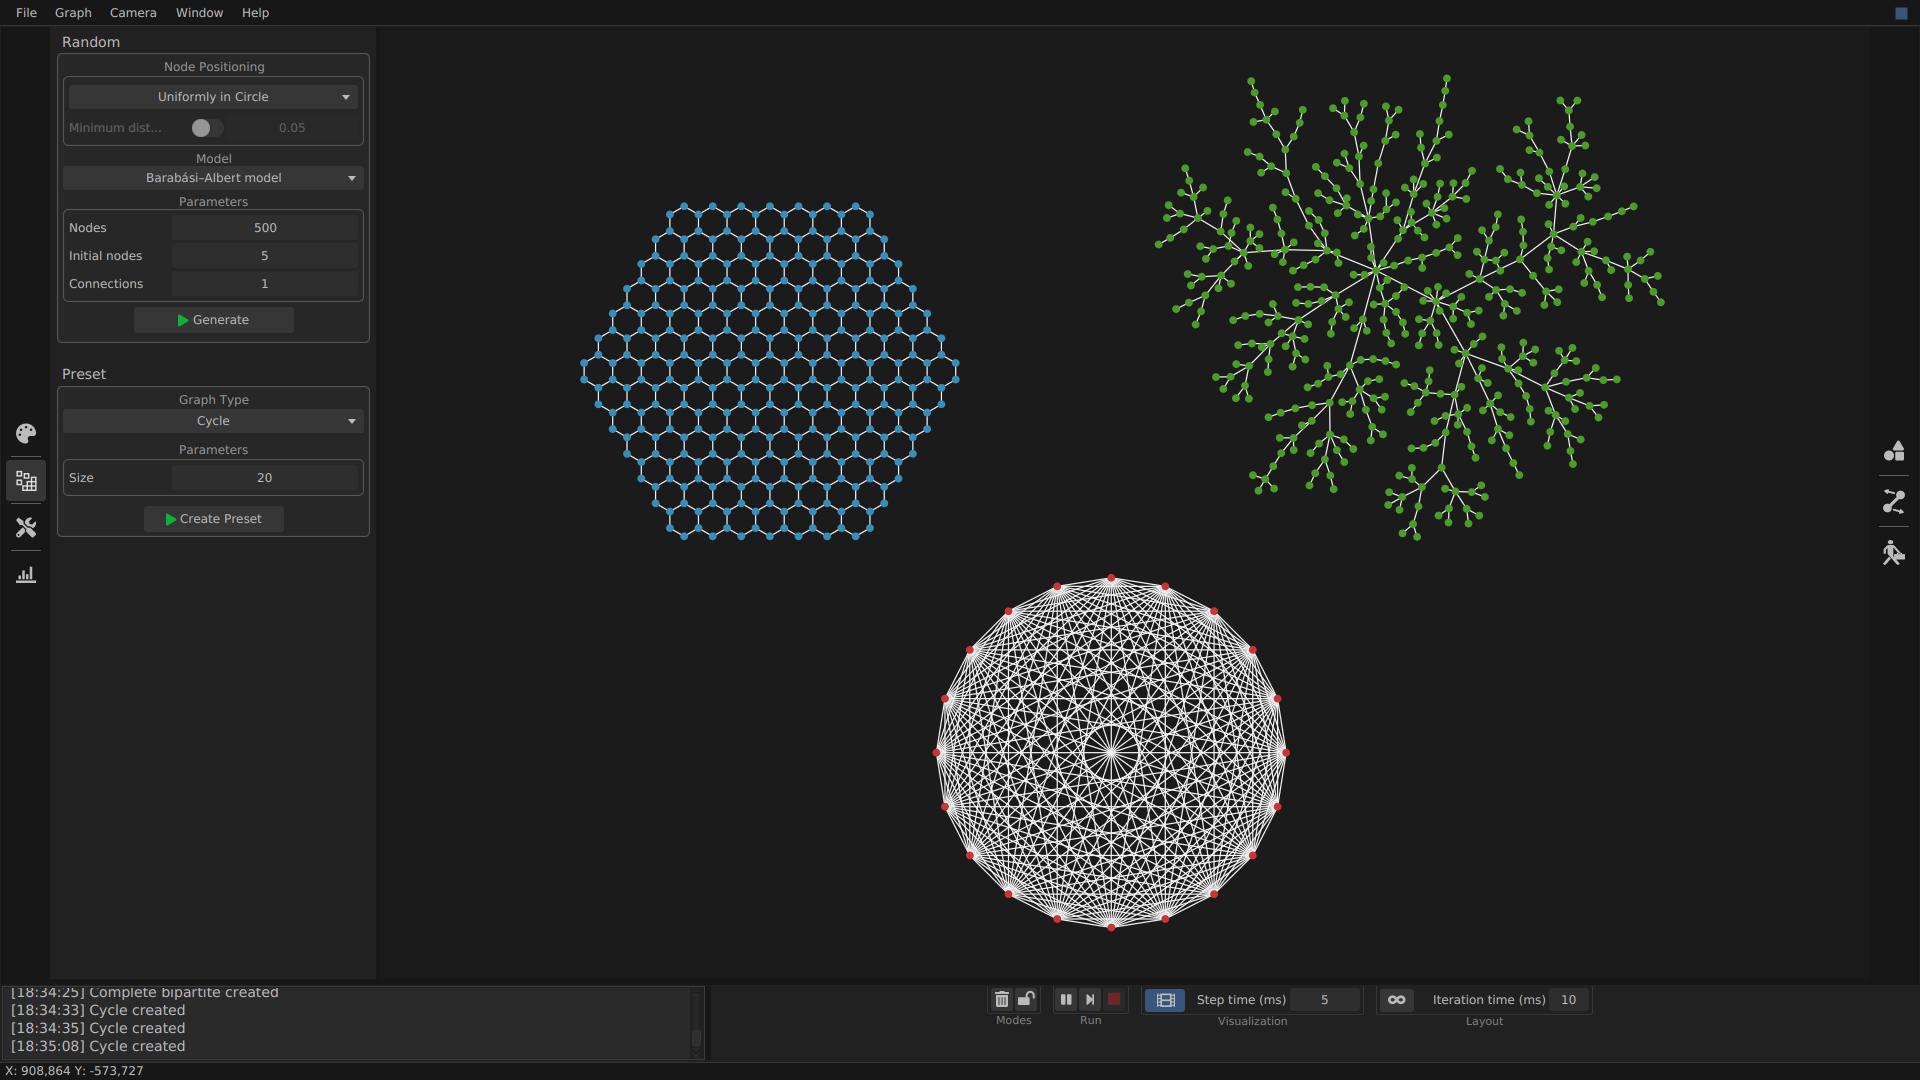 File Graph Camera Window Help
Random
Node Positioning
Uniformly in Circle
Minimum dist... 0.05
Model
Barabási–Albert model
Parameters
Nodes 500
Initial nodes 5
Connections 1
Generate
Preset
Graph Type
Cycle
Parameters
Size 20
Create Preset
[18:34:25] Complete bipartite created
[18:34:33] Cycle created
[18:34:35] Cycle created
[18:35:08] Cycle created
Modes
Run
Step time (ms) 5
Visualization
Iteration time (ms) 10
Layout
X: 908,864 Y: -573,727